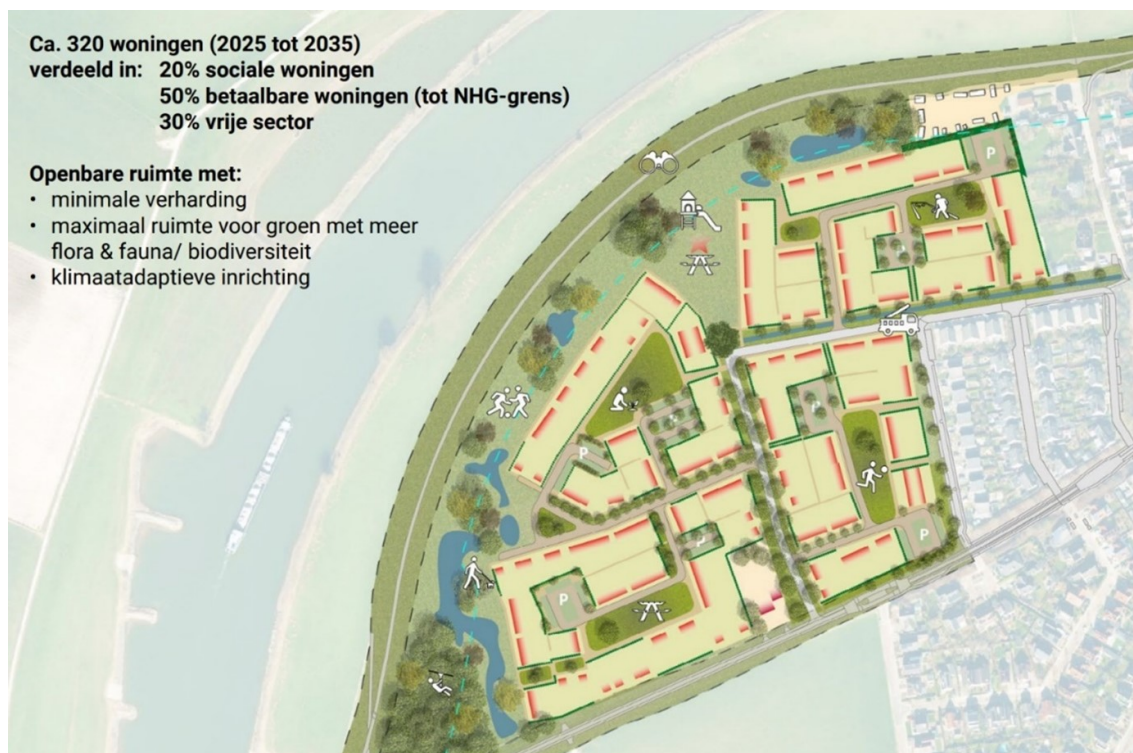 Ca. 320 woningen (2025 tot 2035)
verdeeld in: 20% sociale woningen
50% betaalbare woningen (tot NHG-grens)
30% vrije sector
Openbare ruimte met:
• minimale verharding
• maximaal ruimte voor groen met meer
flora & fauna/ biodiversiteit
• klimaatadaptieve inrichting
P
P
P
P
P
P